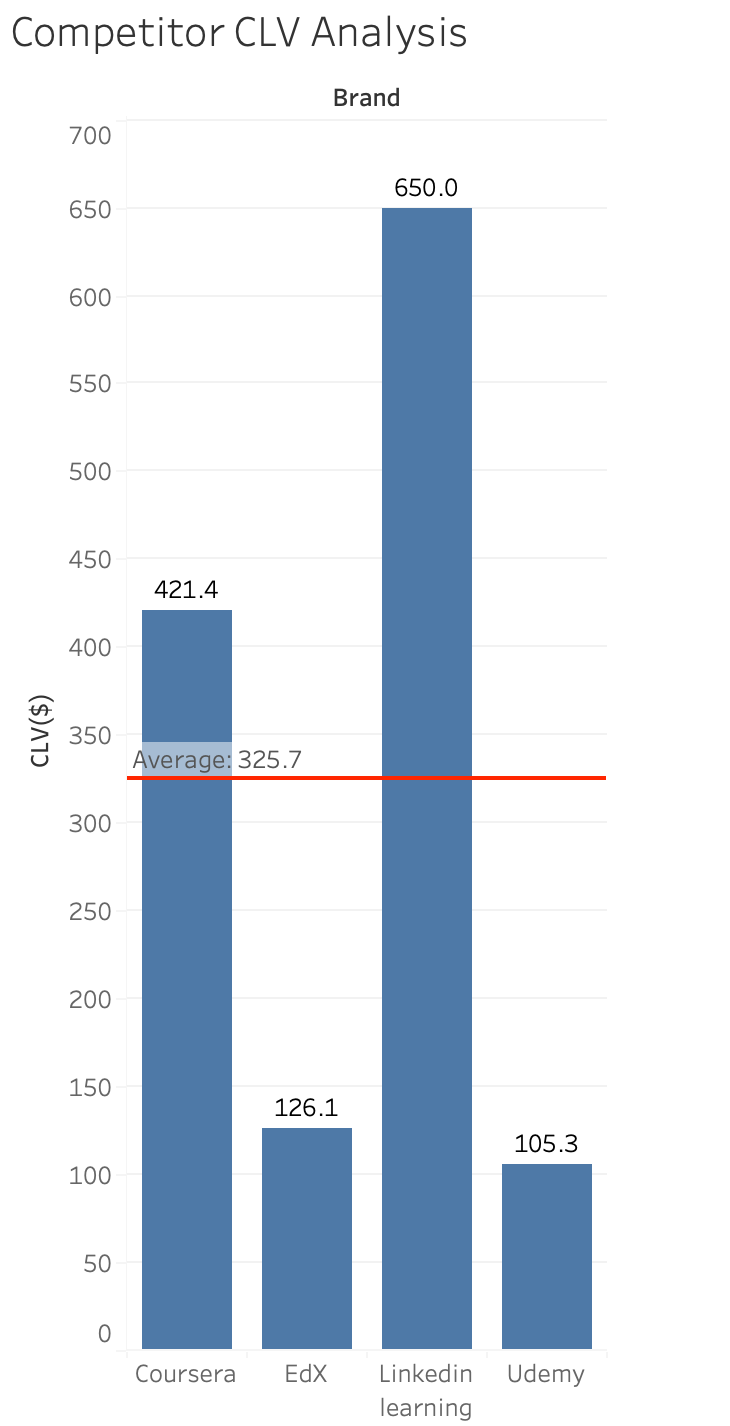 Competitor CLV Analysis
Brand
700
650.0
650
600
550
500
450
421.4
400
CLV($)
350
Average: 325.7
300
250
200
150
126.1
105.3
100
50
0
Coursera
EdX
Linkedin
learning
Udemy